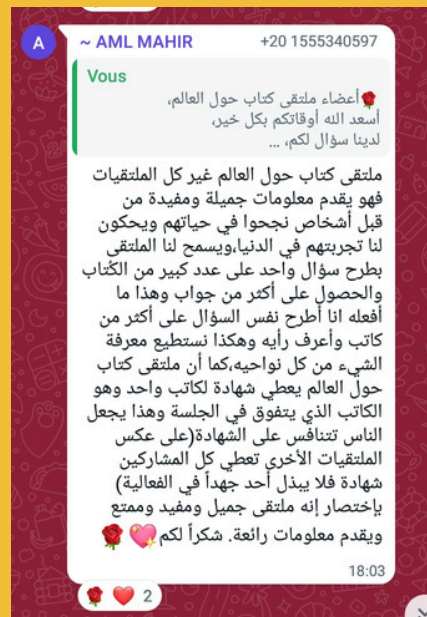 A
~ AML MAHIR +20 1555340597
Vous
🌹أعضاء ملتقى كتاب حول العالم،
أسعد الله أوقاتكم بكل خير،
لدينا سؤال لكم، ...
ملتقى كتاب حول العالم غير كل الملتقيات
فهو يقدم معلومات جميلة ومفيدة من
قبل أشخاص نجحوا في حياتهم ويحكون
لنا تجربتهم في الدنيا،ويسمح لنا الملتقى
بطرح سؤال واحد على عدد كبير من الكُتاب
والحصول على أكثر من جواب وهذا ما
أفعله انا أطرح نفس السؤال على أكثر من
كاتب وأعرف رأيه وهكذا نستطيع معرفة
الشيء من كل نواحيه،كما أن ملتقى كتاب
حول العالم يعطي شهادة لكاتب واحد وهو
الكاتب الذي يتفوق في الجلسة وهذا يجعل
الناس تتنافس على الشهادة(على عكس
الملتقيات الأخرى تعطي كل المشاركين
شهادة فلا يبذل أحد جهداً في الفعالية)
بإختصار إنه ملتقى جميل ومفيد وممتع
ويقدم معلومات رائعة. شكراً لكم💖🌹
18:03
🌹❤️ 2